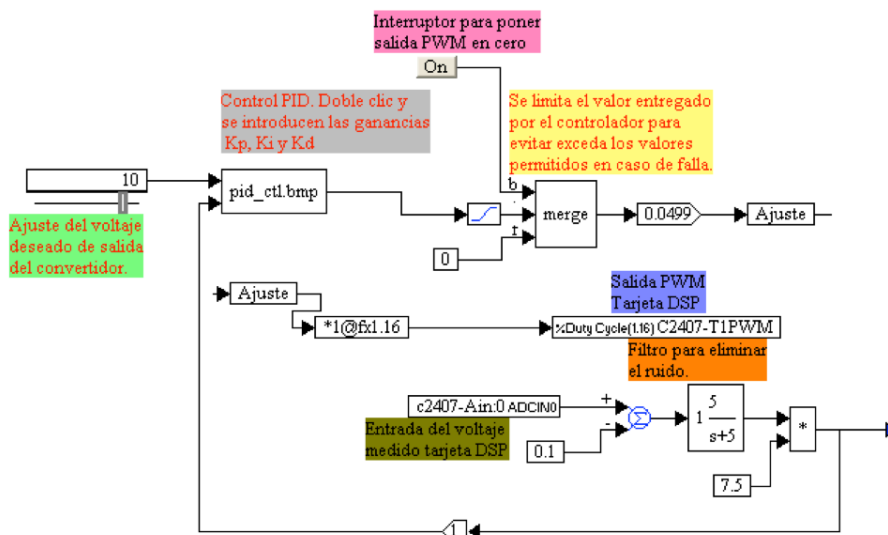 Interruptor para poner
salida PWM en cero
On
Control PID. Doble clic y
se introducen las ganancias
Kp, Ki y Kd
Se limita el valor entregado
por el controlador para
evitar exceda los valores
permitidos en caso de falla.
10
pid_ctl.bmp
b
merge
f
0.0499
Ajuste
0
Ajuste del voltaje
deseado de salida
del convertidor.
Ajuste
*1@fx1.16
Salida PWM
Tarjeta DSP
%Duty Cycle(1.16) C2407-T1PWM
Filtro para eliminar
el ruido.
c2407-Ain:0 ADCIN0
+
-
Σ
1 5
s+5
*
Entrada del voltaje
medido tarjeta DSP
0.1
7.5
1